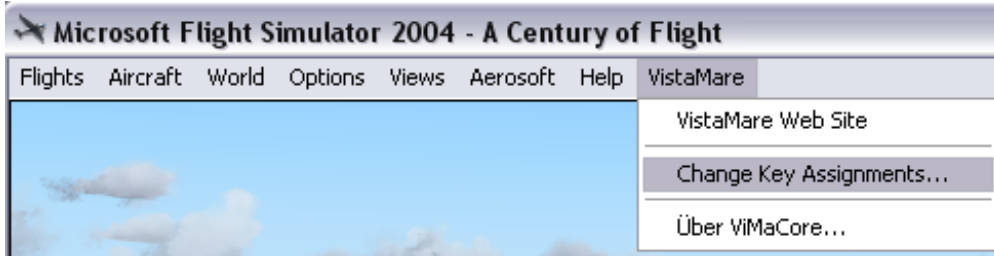 Microsoft Flight Simulator 2004 - A Century of Flight
Flights Aircraft World Options Views Aerosoft Help VistaMare
VistaMare Web Site
Change Key Assignments...
Über ViMaCore...